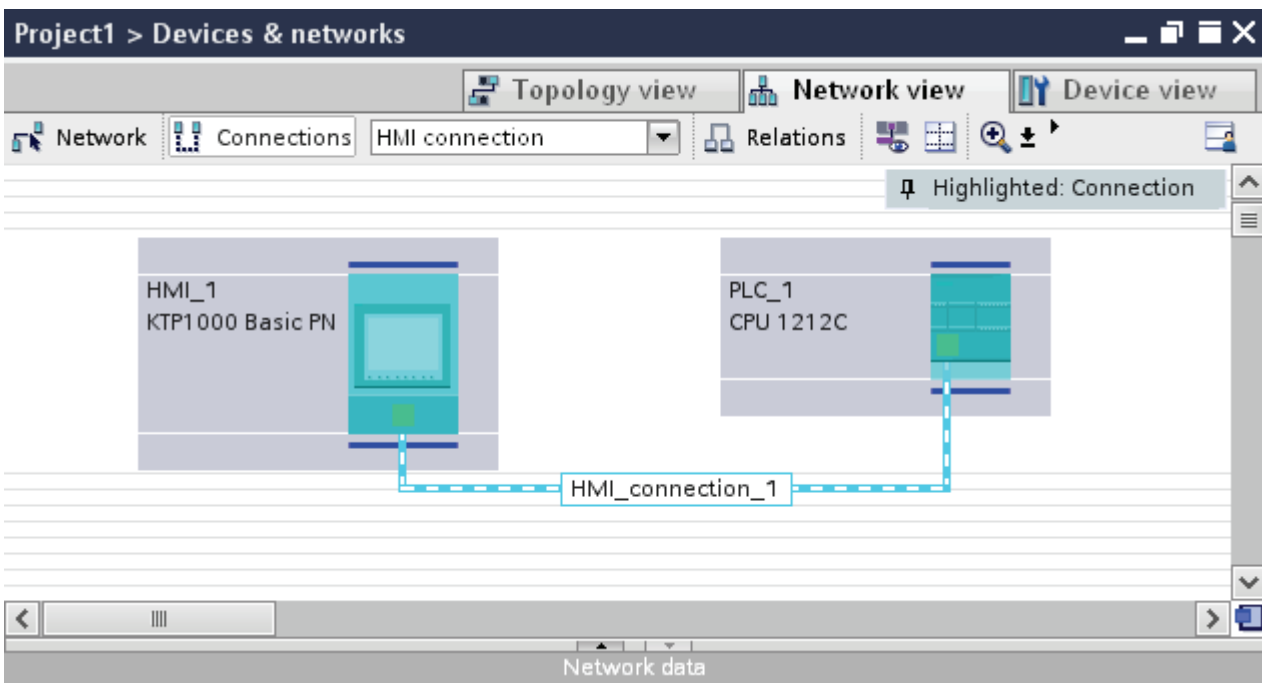 Project1 > Devices & networks
Topology view
Network view
Device view
Network
Connections
HMI connection
Relations
Highlighted: Connection
HMI_1
KTP1000 Basic PN
PLC_1
CPU 1212C
HMI_connection_1
Network data